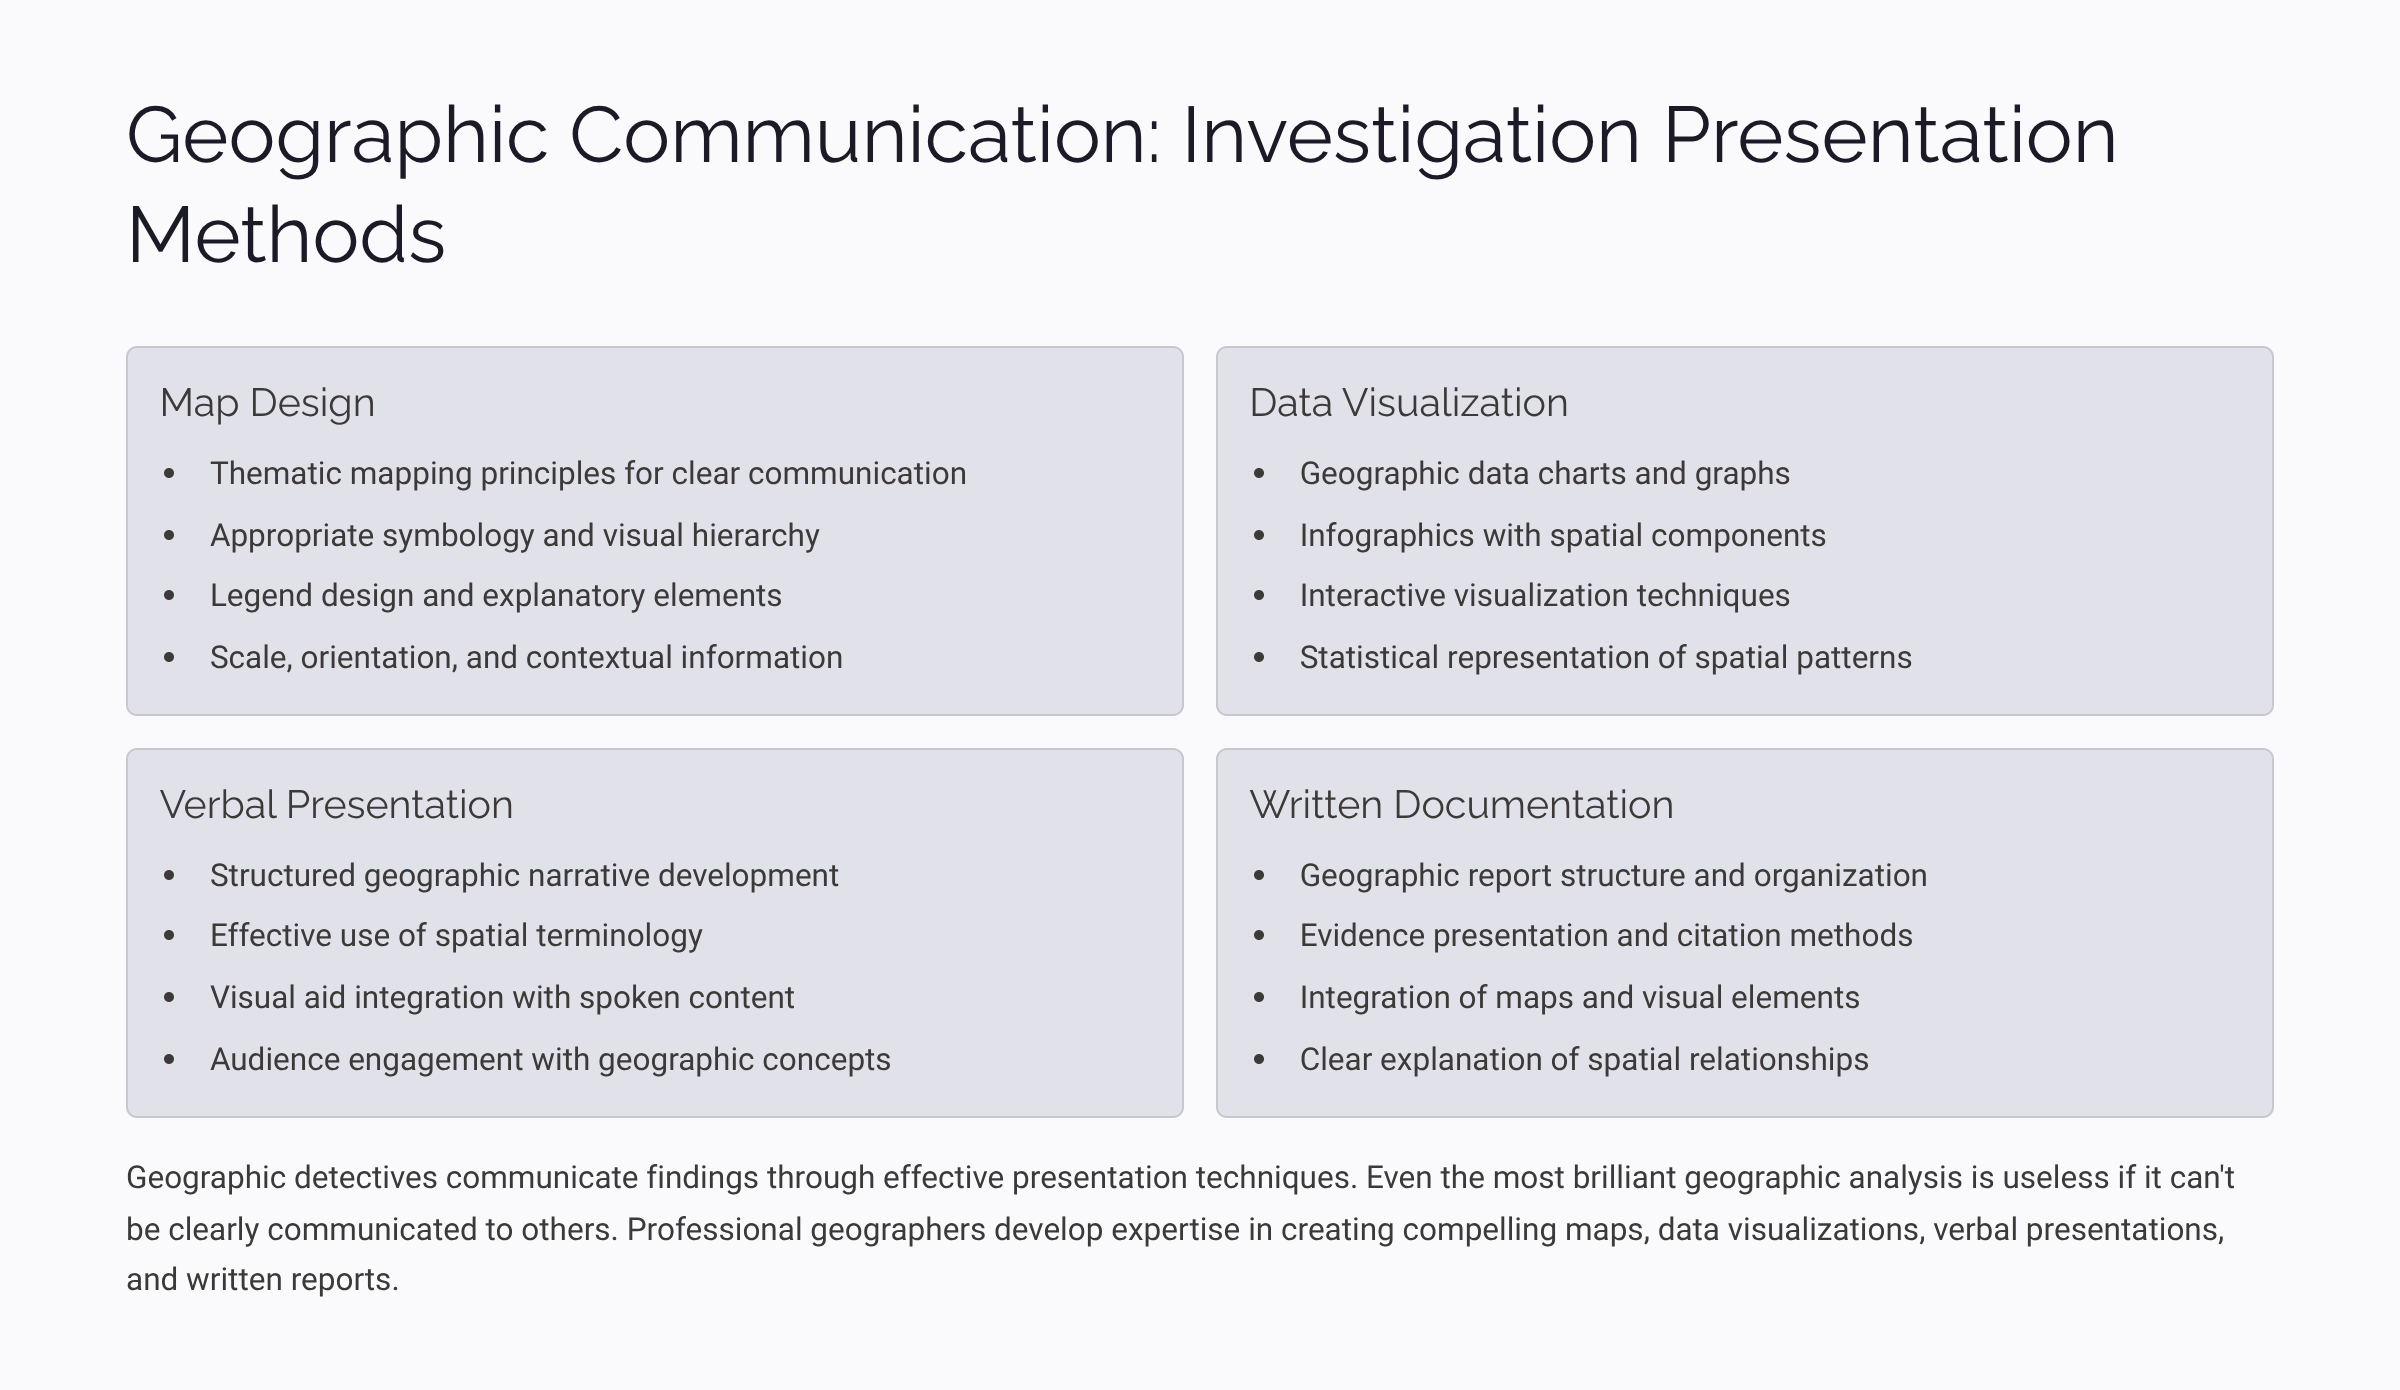 Geographic Communication: Investigation Presentation
Methods
Map Design
• Thematic mapping principles for clear communication
• Appropriate symbology and visual hierarchy
• Legend design and explanatory elements
• Scale, orientation, and contextual information
Data Visualization
• Geographic data charts and graphs
• Infographics with spatial components
• Interactive visualization techniques
• Statistical representation of spatial patterns
Verbal Presentation
• Structured geographic narrative development
• Effective use of spatial terminology
• Visual aid integration with spoken content
• Audience engagement with geographic concepts
Written Documentation
• Geographic report structure and organization
• Evidence presentation and citation methods
• Integration of maps and visual elements
• Clear explanation of spatial relationships
Geographic detectives communicate findings through effective presentation techniques. Even the most brilliant geographic analysis is useless if it can't
be clearly communicated to others. Professional geographers develop expertise in creating compelling maps, data visualizations, verbal presentations,
and written reports.